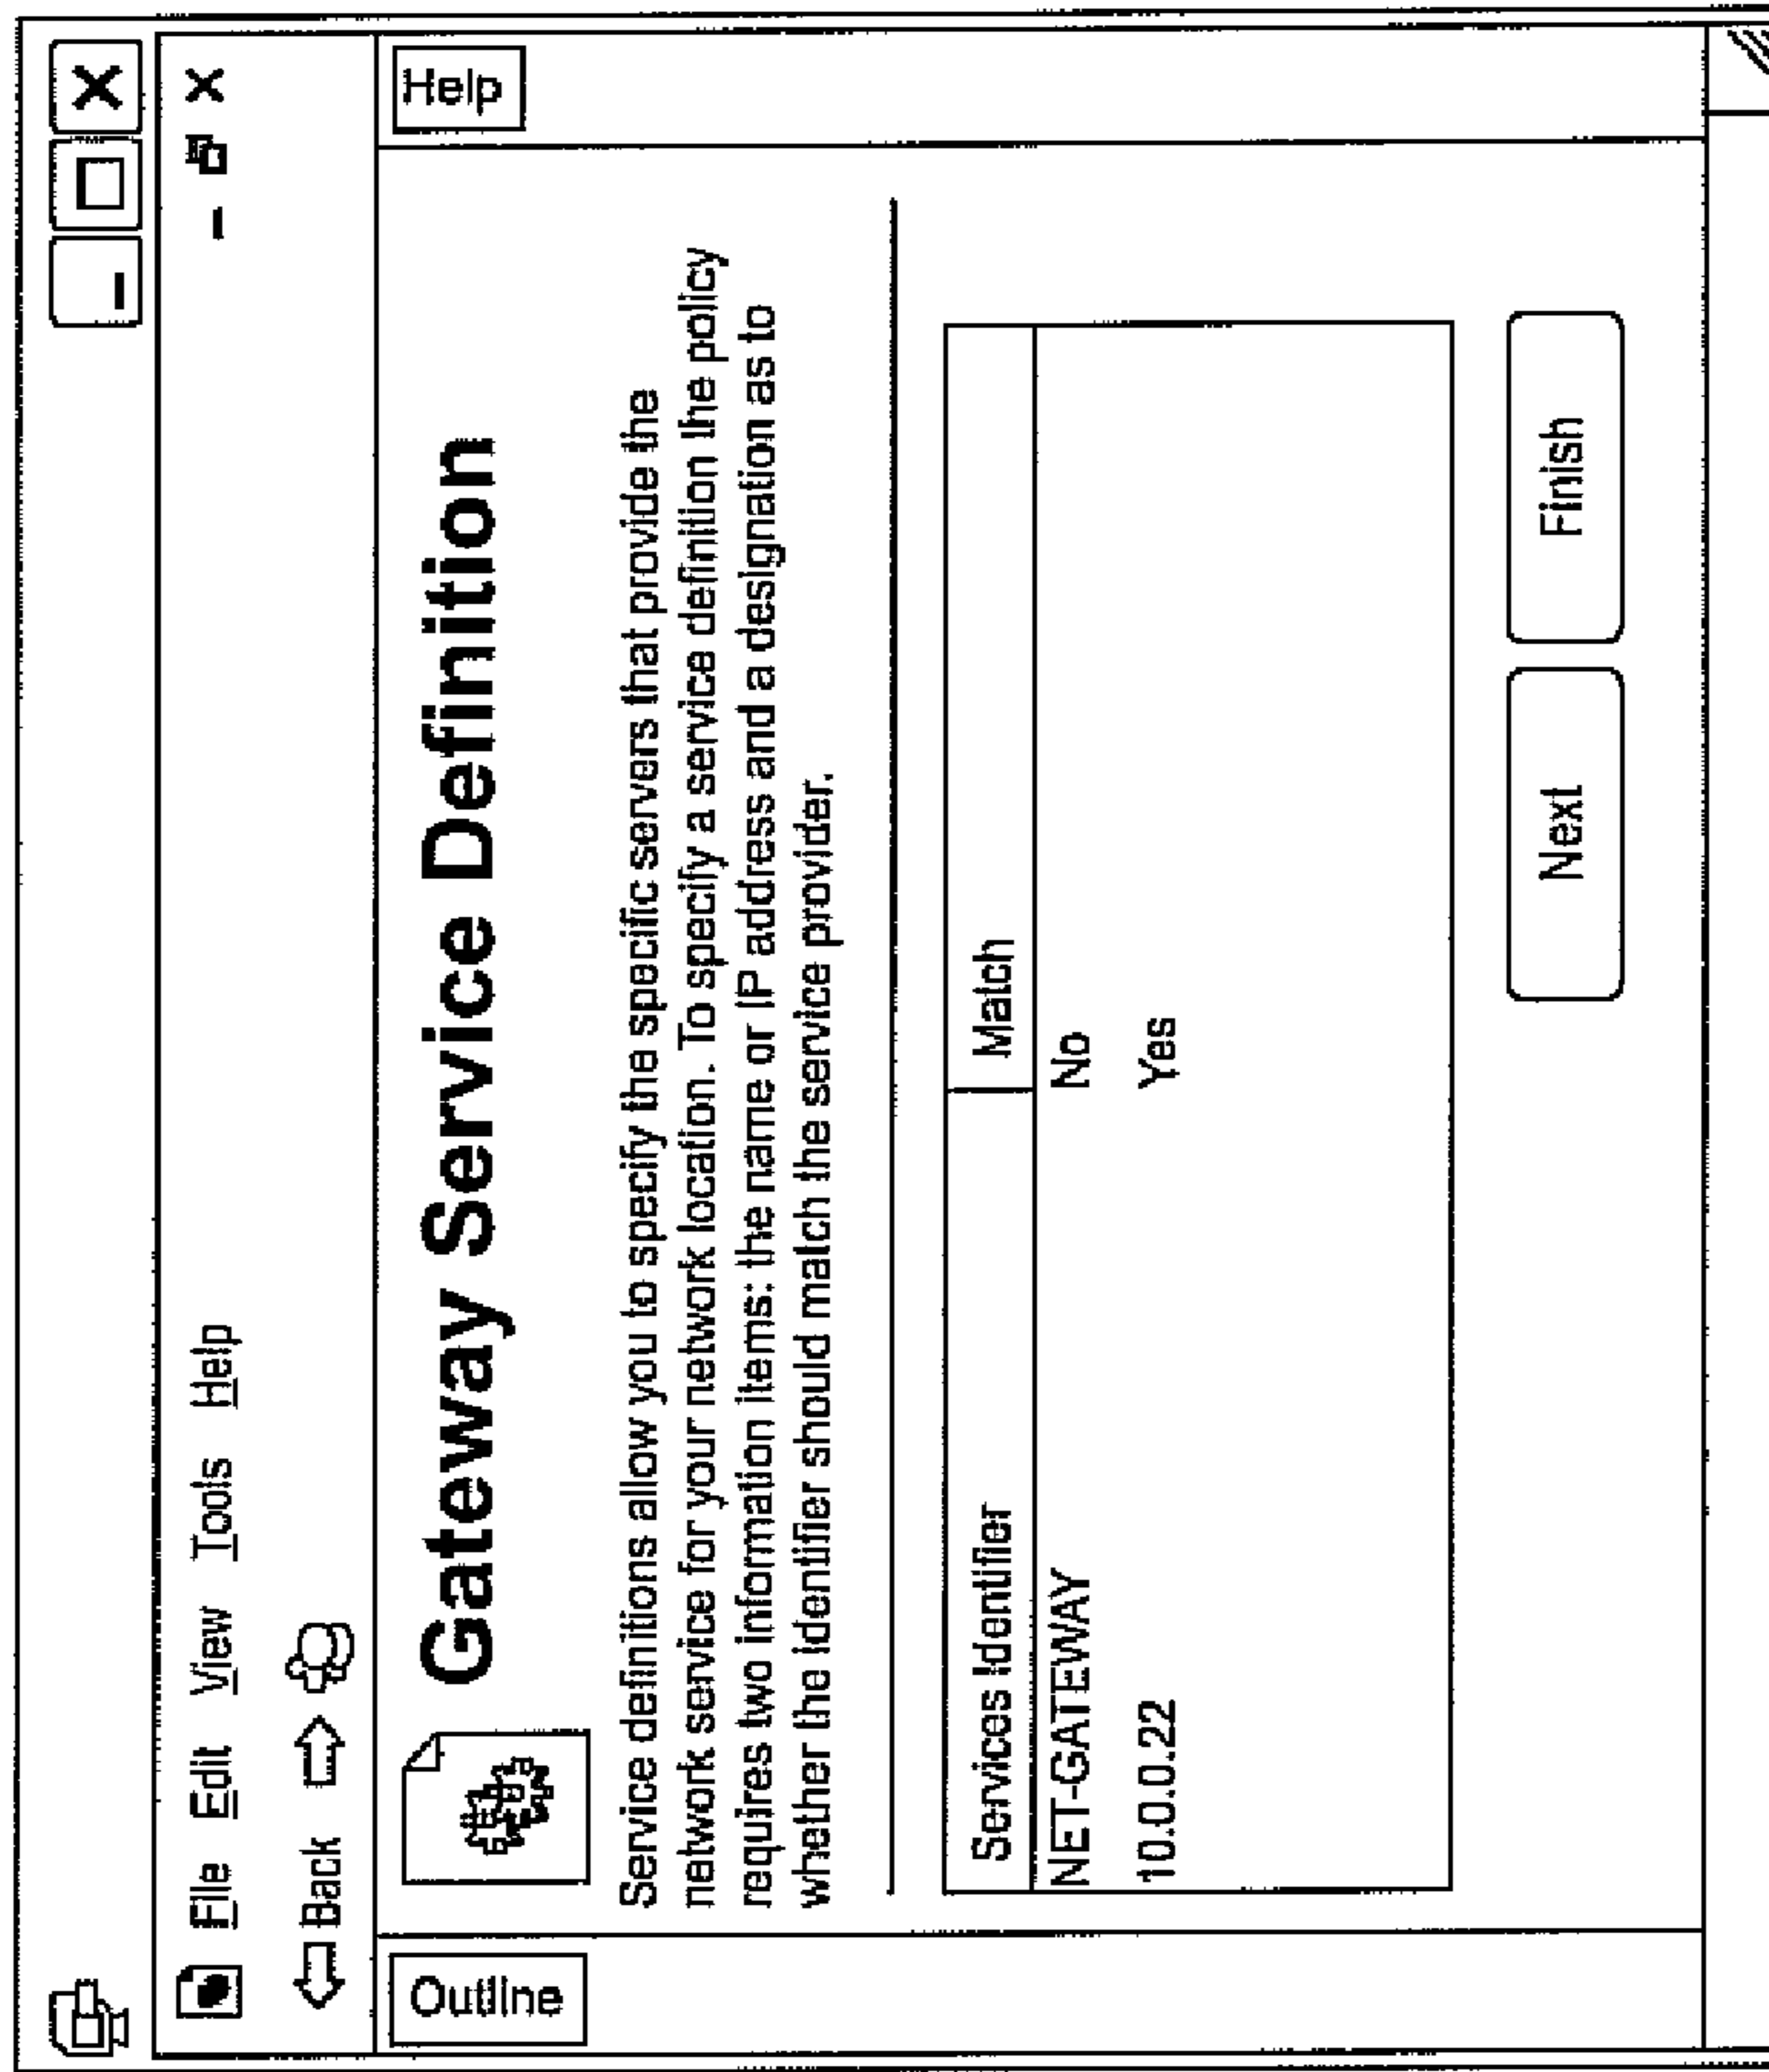 File Edit View Tools Help
Back
Outline
Help
Gateway Service Definition
Service definitions allow you to specify the specific servers that provide the
network service for your network location. To specify a service definition the policy
requires two information items: the name or IP address and a designation as to
whether the identifier should match the service provider.
Services Identifier Match
NET-GATEWAY No
10.0.0.22 Yes
Next Finish